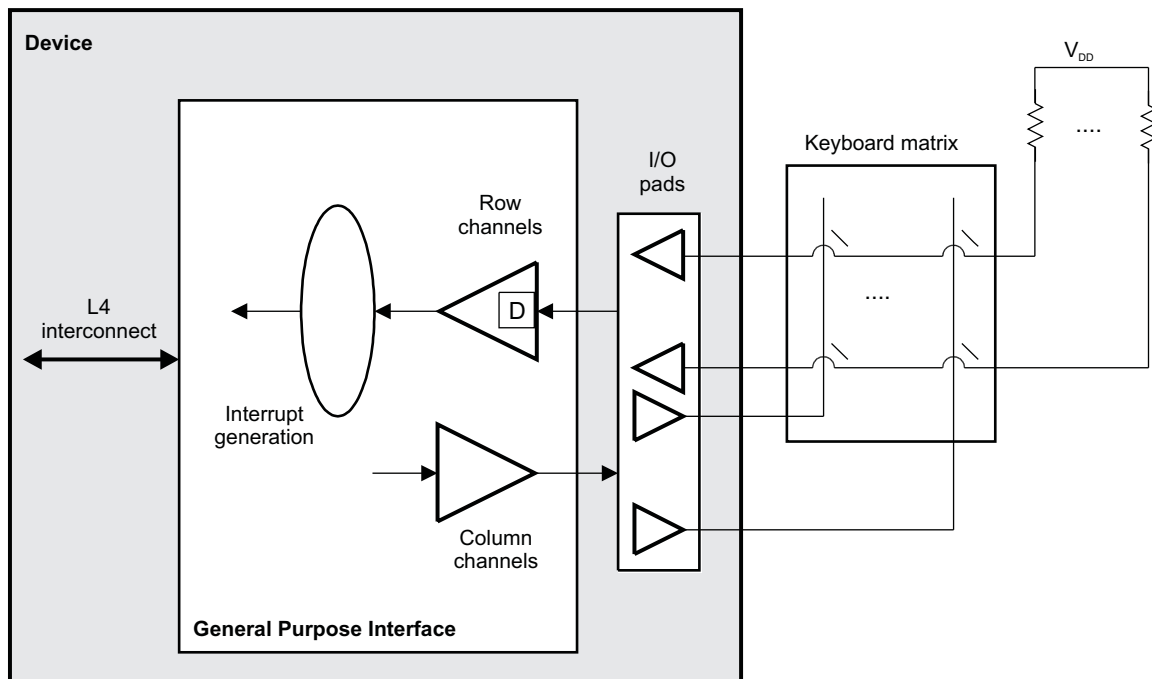 Device
V_DD
....
Keyboard matrix
I/O
pads
Row
channels
D
....
L4
interconnect
Interrupt
generation
Column
channels
General Purpose Interface